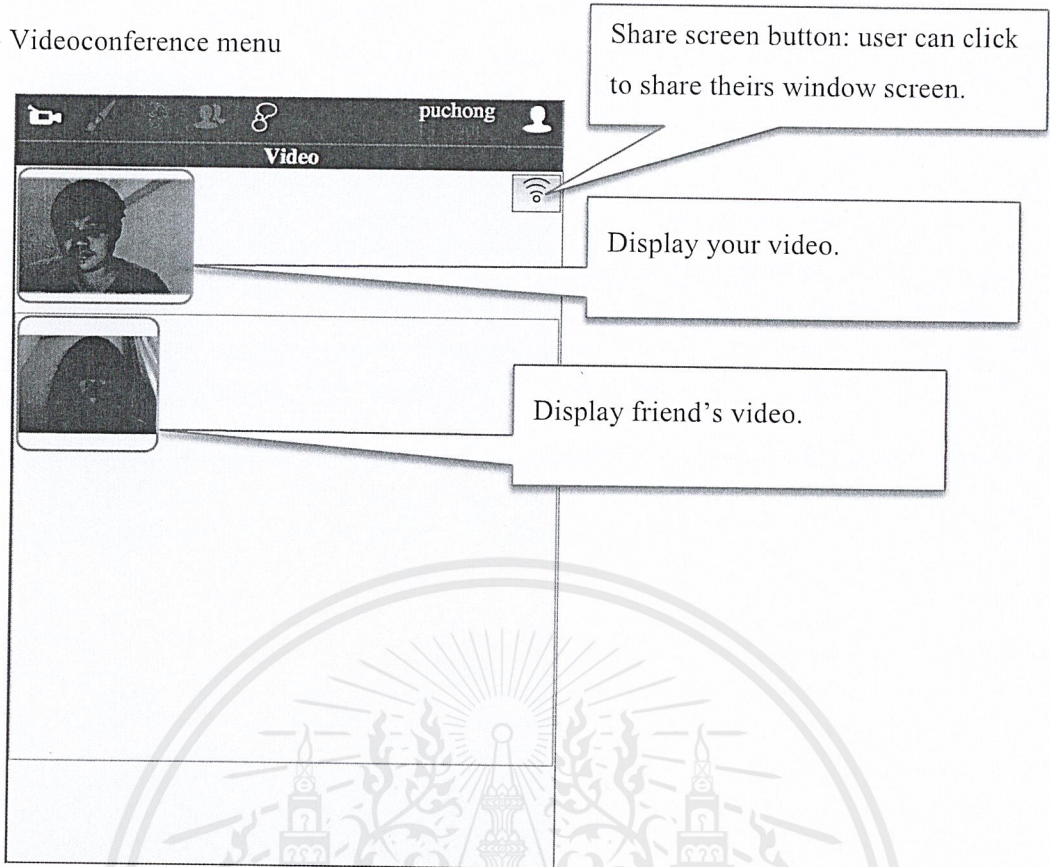 Videoconference menu
Share screen button: user can click
to share theirs window screen.
puchong
Video
Display your video.
Display friend's video.